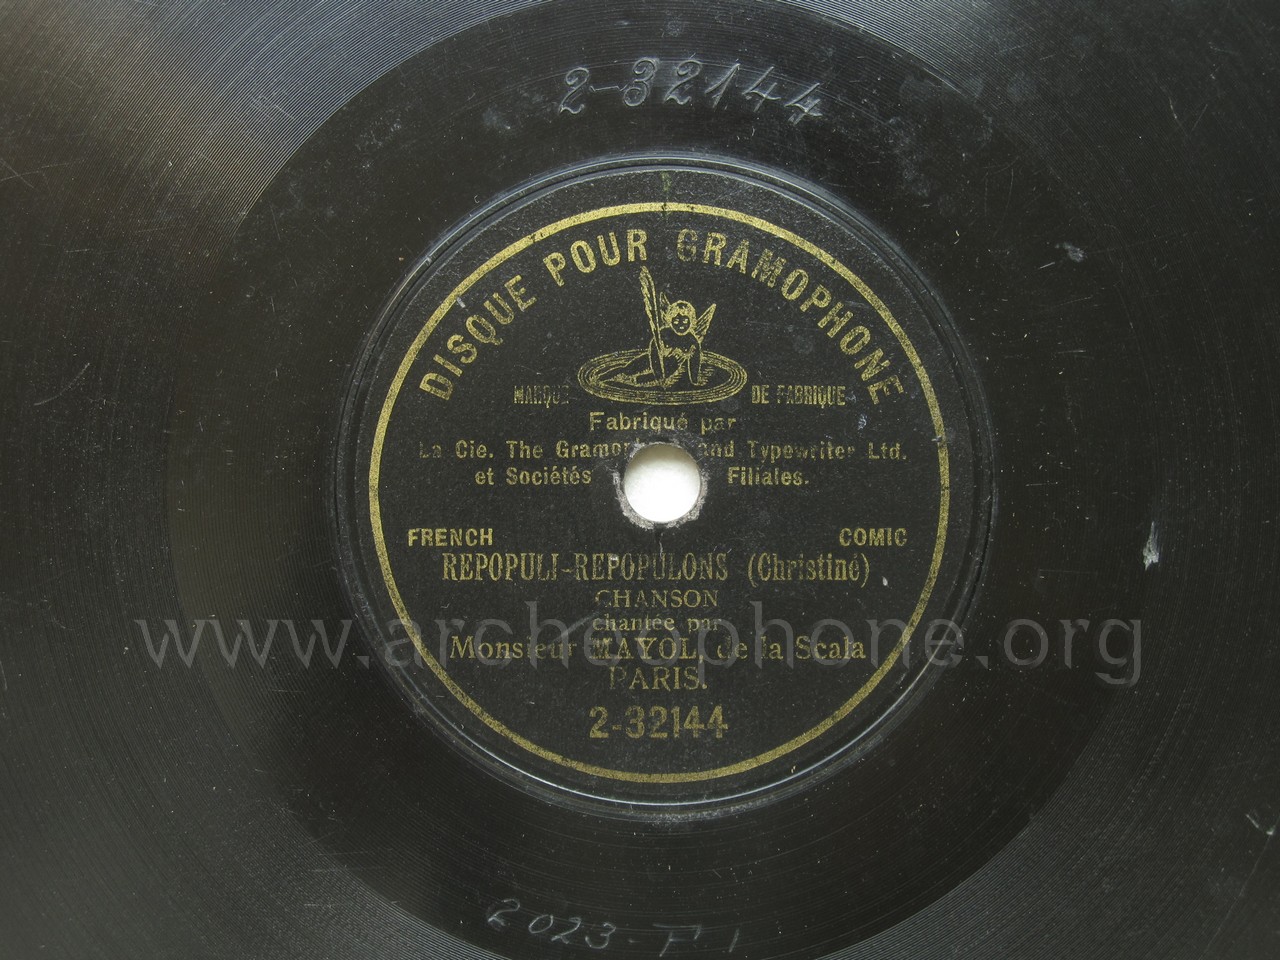 2-32144
DISQUE POUR GRAMOPHONE
MARQUE DE FABRIQUE
Fabriqué par
La Cie. The Gramoph and Typewriter Ltd.
et Sociétés Filiales.
FRENCH COMIC
REPOPULI-REPOPULONS (Christiné)
CHANSON
chantée par
www.archeophone.org
Monsieur MAYOL, de la Scala
PARIS.
2-32144
2023-F1